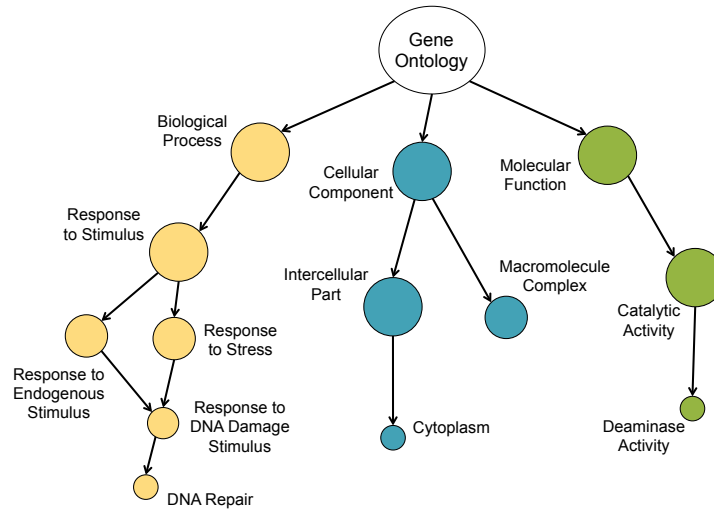 Gene
Ontology
Biological
Process
Cellular
Component
Molecular
Function
Response
to Stimulus
Intercellular
Part
Macromolecule
Complex
Catalytic
Activity
Response
to Stress
Response to
Endogenous
Stimulus
Response to
DNA Damage
Stimulus
Cytoplasm
Deaminase
Activity
DNA Repair